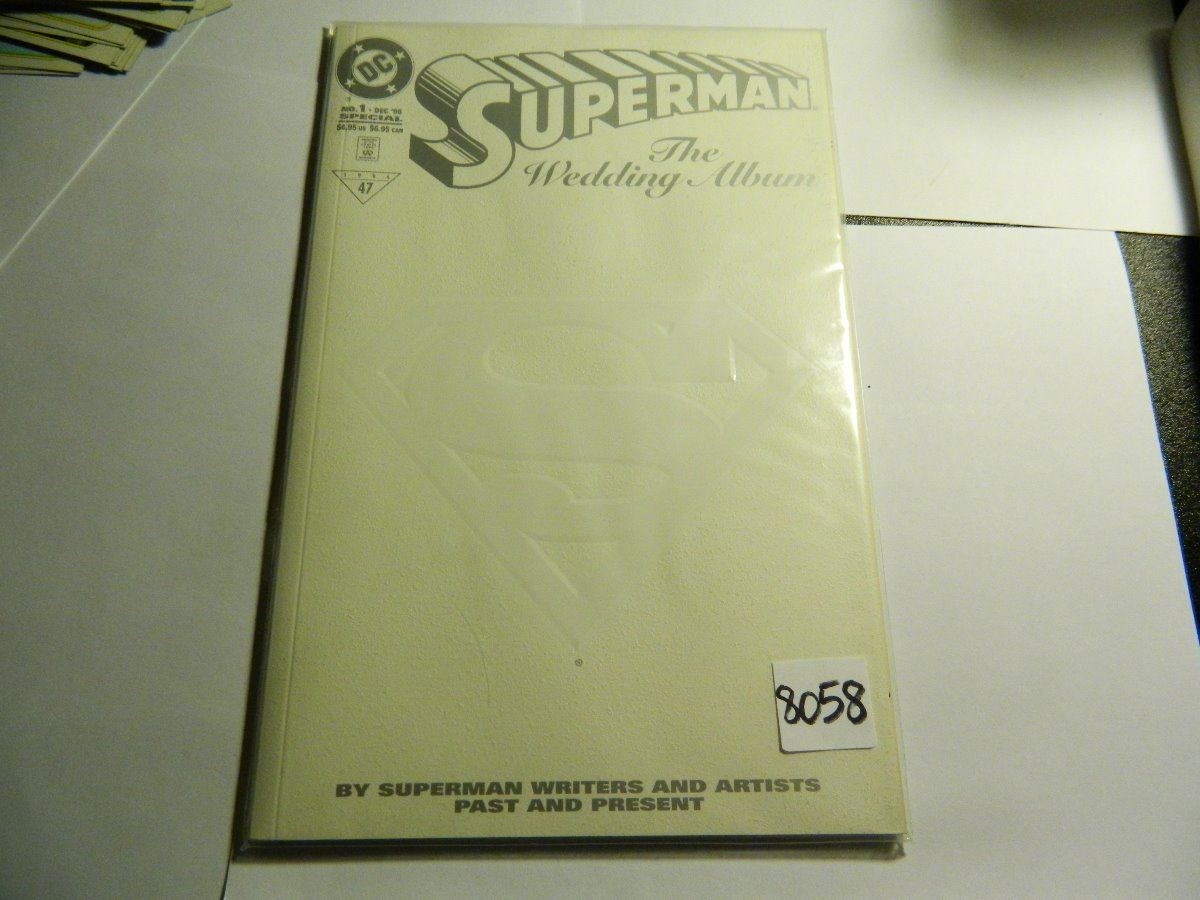 DC
NO. 1 • DEC '96
SPECIAL
$4.95 US $6.95 CAN
1996
47
SUPERMAN
The
Wedding Album
®
8058
BY SUPERMAN WRITERS AND ARTISTS
PAST AND PRESENT